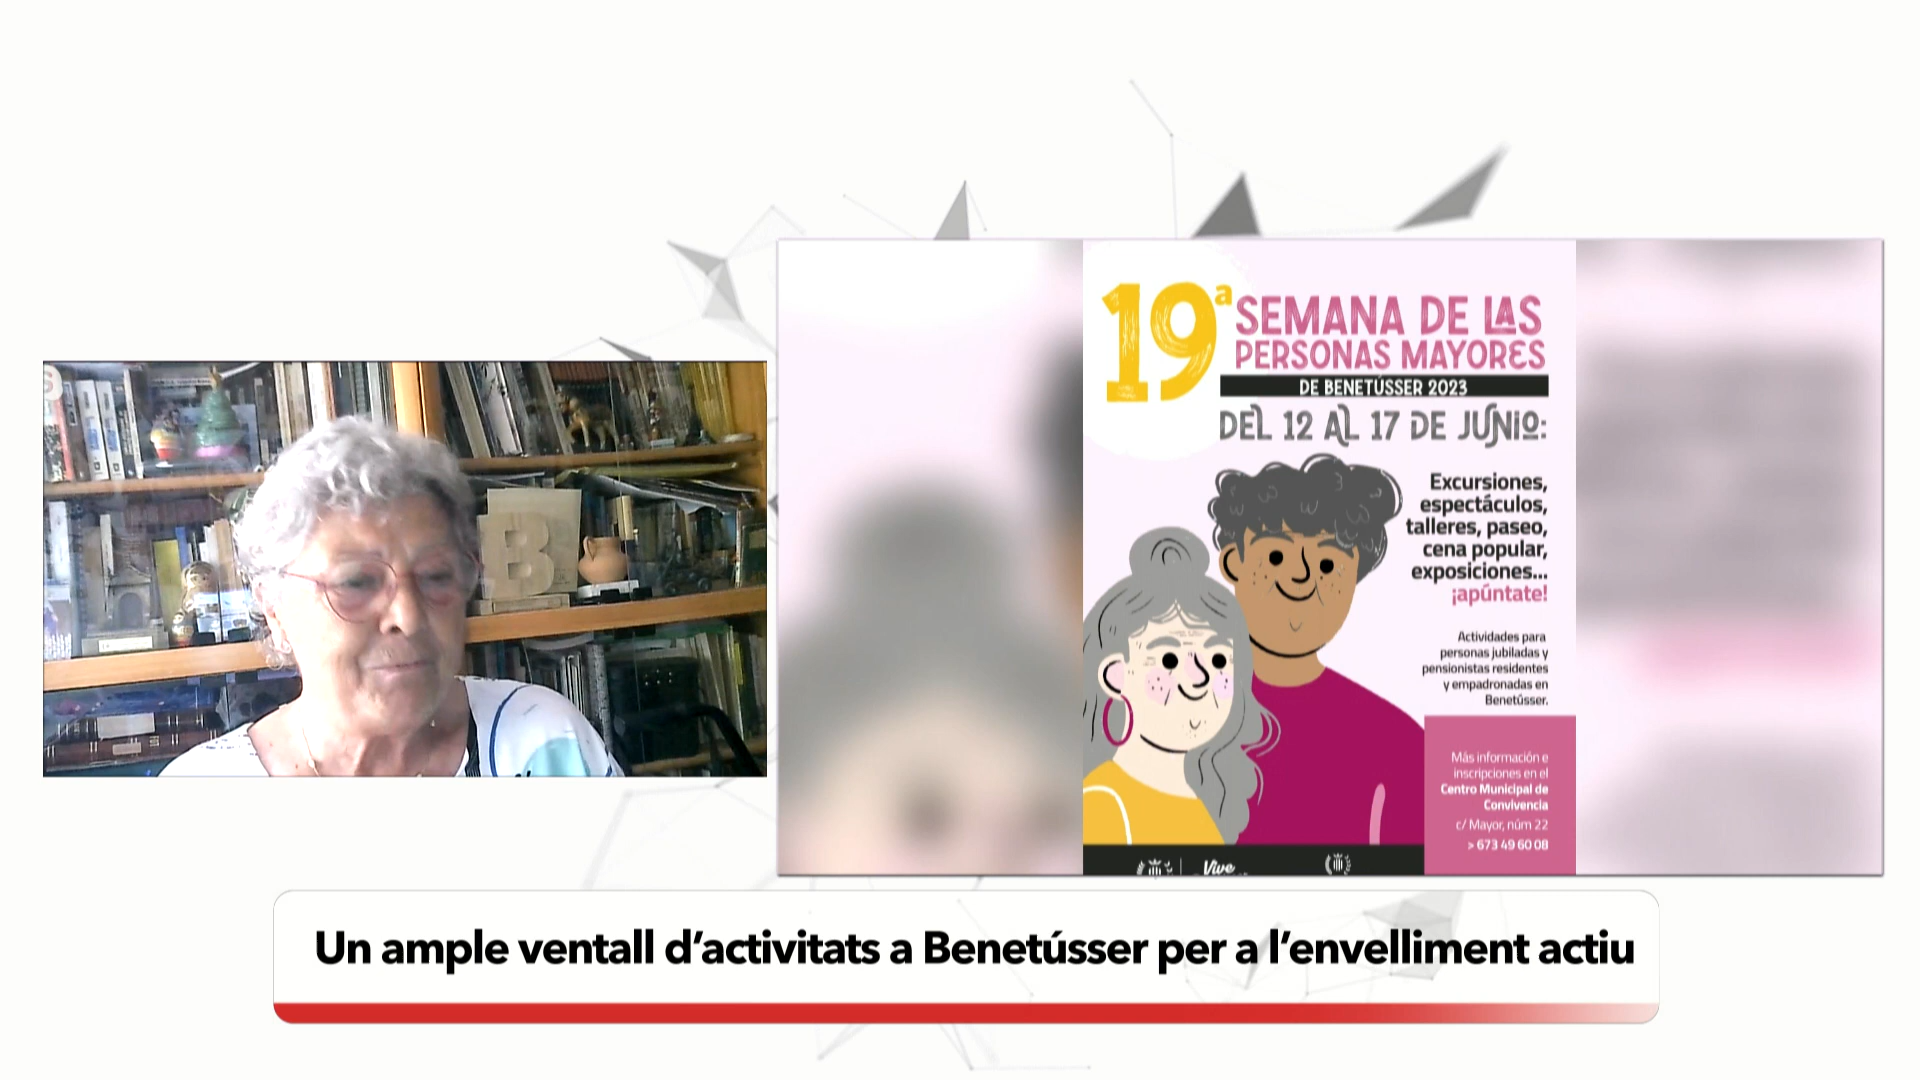 19ª SEMANA DE LAS
PERSONAS MAYORES
DE BENETÚSSER 2023
DEL 12 AL 17 DE JUNIO:
Excursiones,
espectáculos,
talleres, paseo,
cena popular,
exposiciones...
¡apúntate!
Actividades para
personas jubiladas y
pensionistas residentes
y empadronadas en
Benetússer.
Más información e
inscripciones en el
Centro Municipal de
Convivencia
c/ Mayor, núm 22
> 673 49 60 08
Vive
B
Un ample ventall d’activitats a Benetússer per a l’envelliment actiu